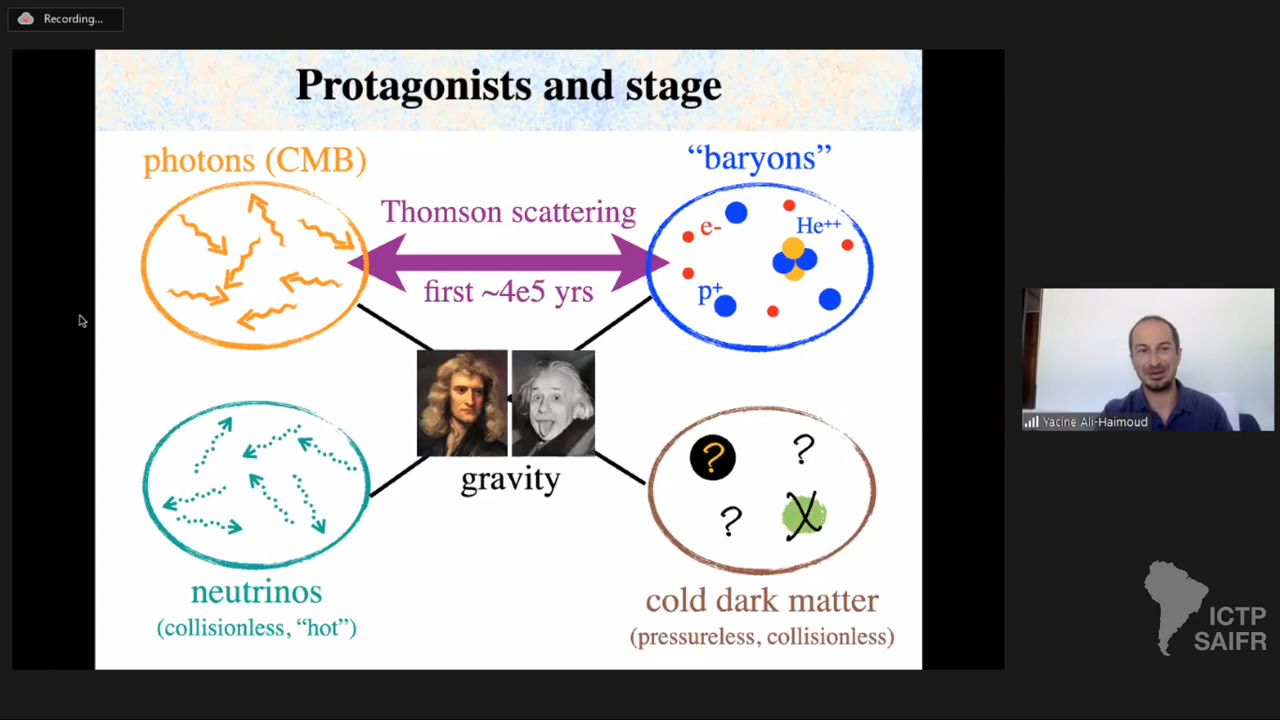 Recording...
Protagonists and stage
photons (CMB)
"baryons"
Thomson scattering
first ~4e5 yrs
e-
He++
p+
gravity
?
?
?
χ
neutrinos
(collisionless, "hot")
cold dark matter
(pressureless, collisionless)
Yacine Ali-Haimoud
ICTP
SAIFR